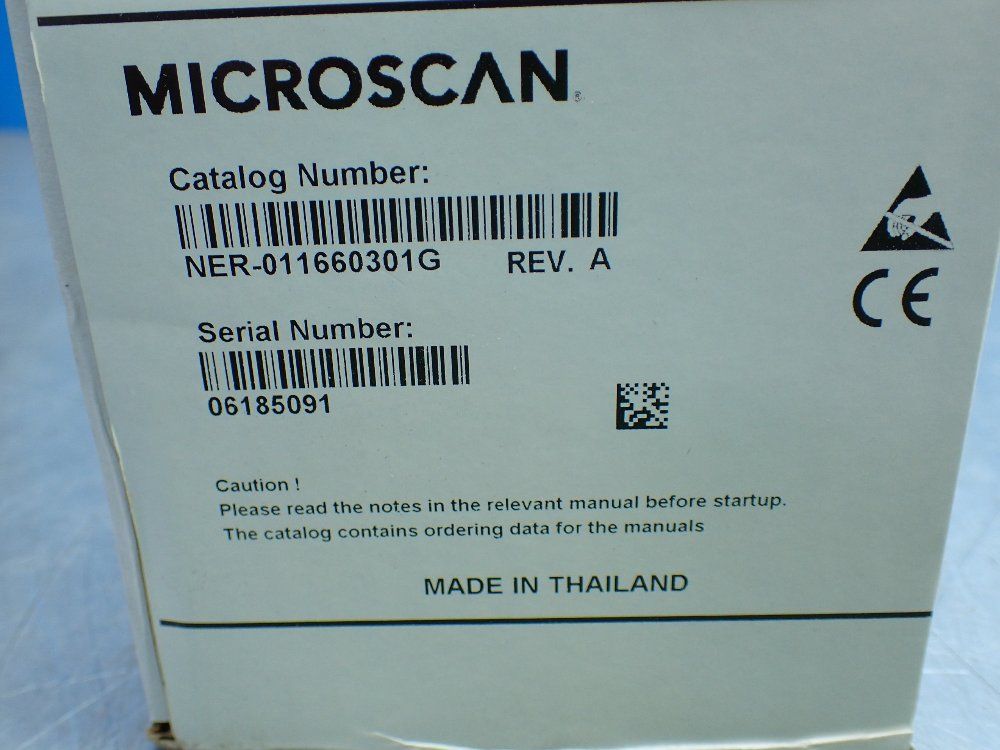 MICROSCAN®
Catalog Number:
NER-011660301G REV. A
CE
Serial Number:
06185091
Caution !
Please read the notes in the relevant manual before startup.
The catalog contains ordering data for the manuals
MADE IN THAILAND